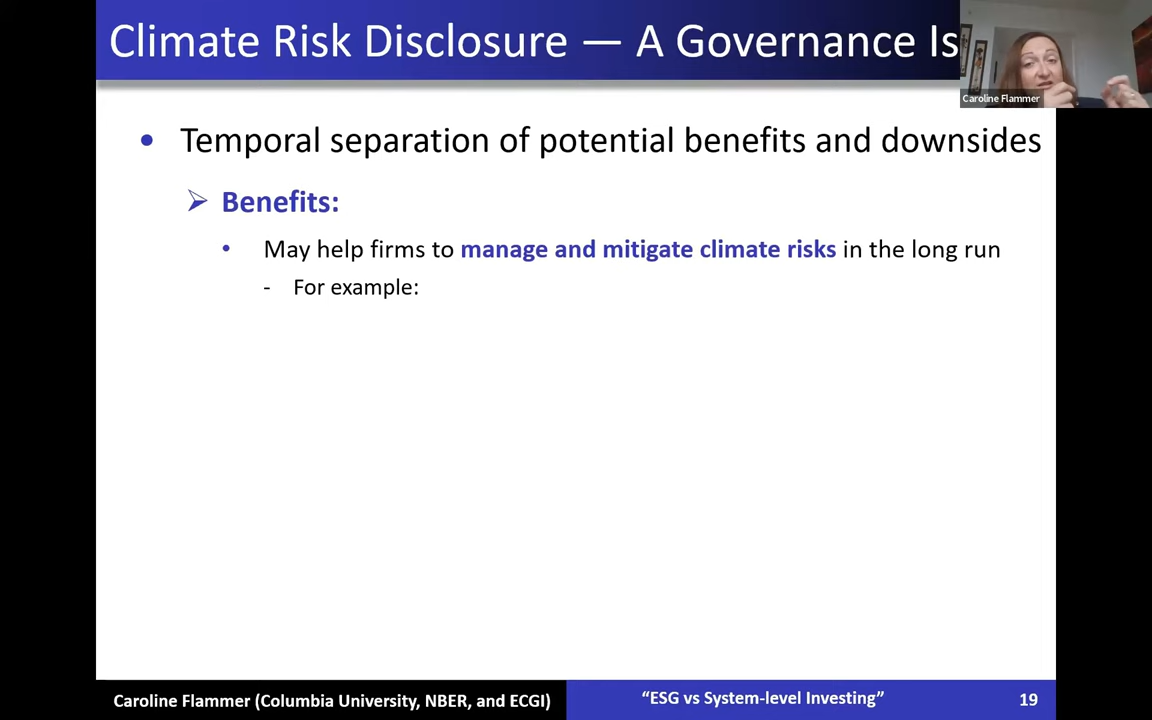 Climate Risk Disclosure — A Governance Is
Caroline Flammer
• Temporal separation of potential benefits and downsides
➢ Benefits:
• May help firms to manage and mitigate climate risks in the long run
- For example:
Caroline Flammer (Columbia University, NBER, and ECGI)
“ESG vs System-level Investing”
19